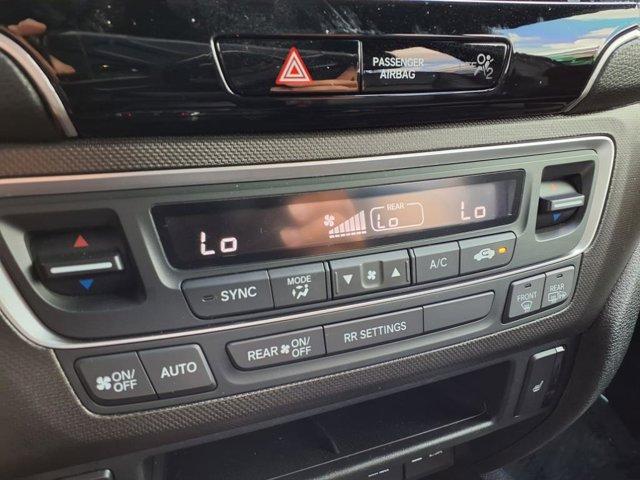 PASSENGER
AIRBAG
REAR
Lo
Lo
Lo
SYNC
MODE
A/C
FRONT
REAR
REAR ON/OFF
RR SETTINGS
ON/
OFF
AUTO